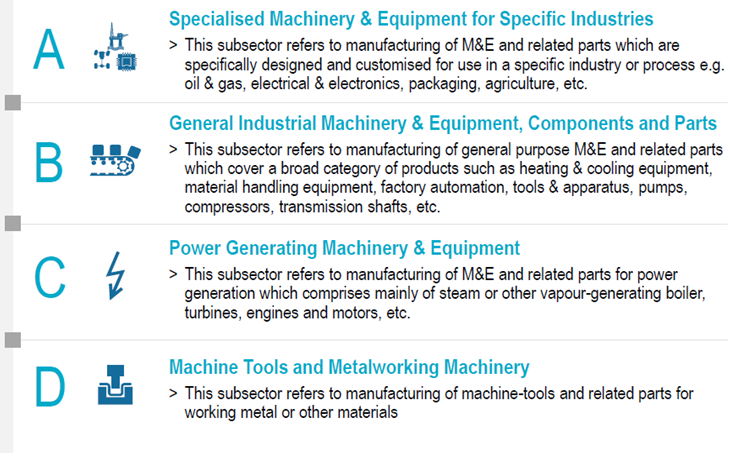 A
Specialised Machinery & Equipment for Specific Industries
> This subsector refers to manufacturing of M&E and related parts which are
specifically designed and customised for use in a specific industry or process e.g.
oil & gas, electrical & electronics, packaging, agriculture, etc.
B
General Industrial Machinery & Equipment, Components and Parts
> This subsector refers to manufacturing of general purpose M&E and related parts
which cover a broad category of products such as heating & cooling equipment,
material handling equipment, factory automation, tools & apparatus, pumps,
compressors, transmission shafts, etc.
C
Power Generating Machinery & Equipment
> This subsector refers to manufacturing of M&E and related parts for power
generation which comprises mainly of steam or other vapour-generating boiler,
turbines, engines and motors, etc.
D
Machine Tools and Metalworking Machinery
> This subsector refers to manufacturing of machine-tools and related parts for
working metal or other materials